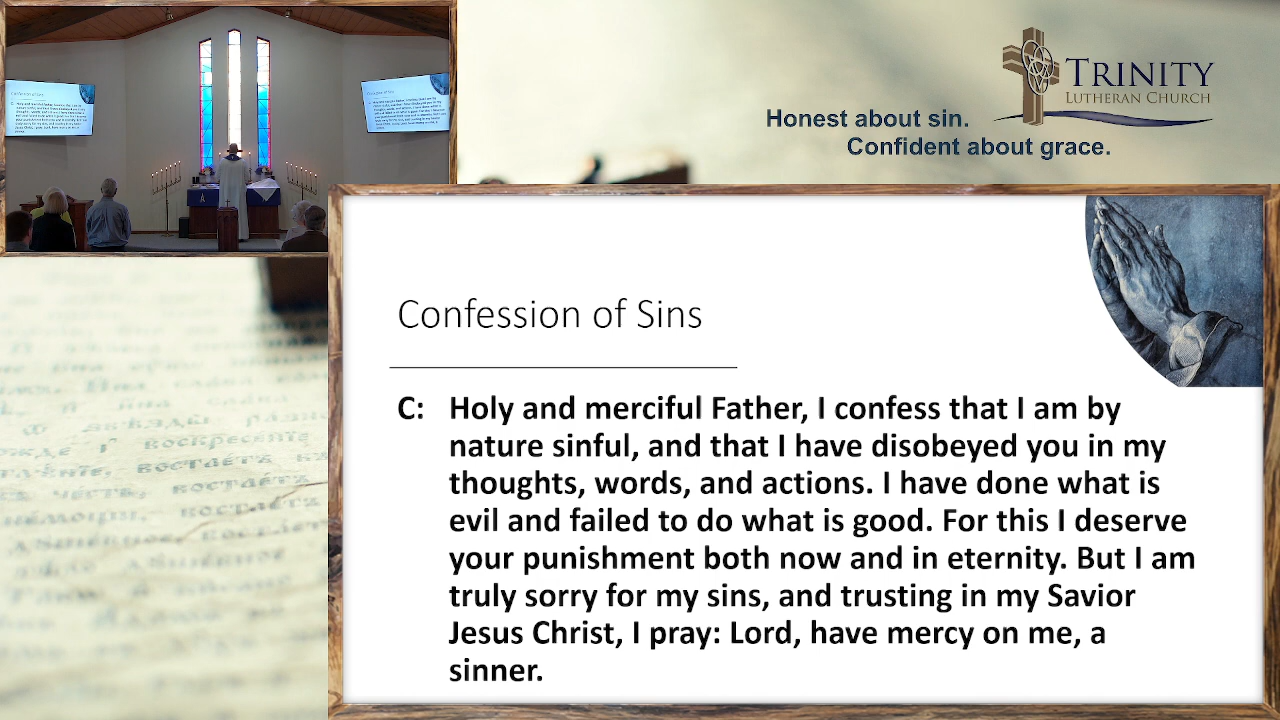 TRINITY
LUTHERAN CHURCH
Honest about sin.
Confident about grace.
Confession of Sins
C: Holy and merciful Father, I confess that I am by
nature sinful, and that I have disobeyed you in my
thoughts, words, and actions. I have done what is
evil and failed to do what is good. For this I deserve
your punishment both now and in eternity. But I am
truly sorry for my sins, and trusting in my Savior
Jesus Christ, I pray: Lord, have mercy on me, a
sinner.